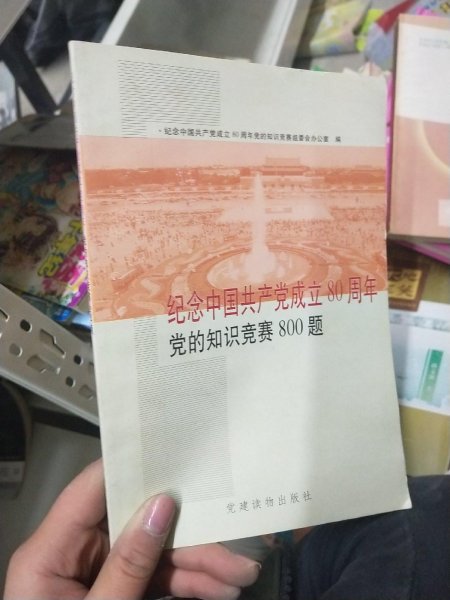 ·纪念中国共产党成立80周年党的知识竞赛组委会办公室 编
纪念中国共产党成立80周年
党的知识竞赛800题
党建读物出版社